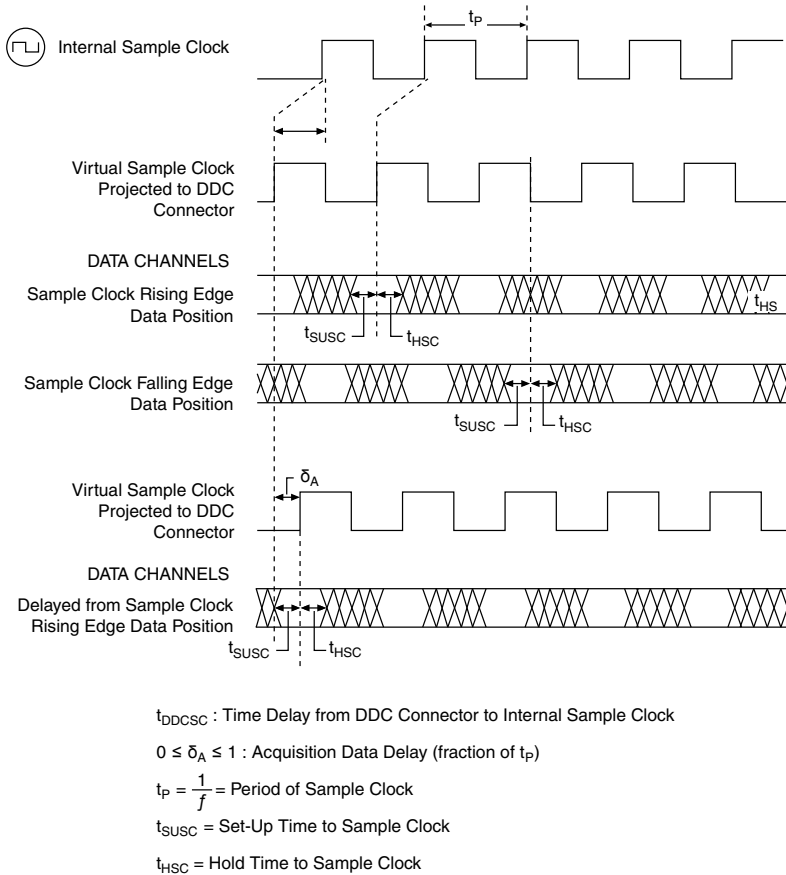 t_P
Internal Sample Clock
Virtual Sample Clock
Projected to DDC
Connector
DATA CHANNELS
Sample Clock Rising Edge
Data Position
t_HS
t_SUSC
t_HSC
Sample Clock Falling Edge
Data Position
t_SUSC
t_HSC
δ_A
Virtual Sample Clock
Projected to DDC
Connector
DATA CHANNELS
Delayed from Sample Clock
Rising Edge Data Position
t_SUSC
t_HSC
t_DDCSC : Time Delay from DDC Connector to Internal Sample Clock
0 ≤ δ_A ≤ 1 : Acquisition Data Delay (fraction of t_P)
t_P = 1/f = Period of Sample Clock
t_SUSC = Set-Up Time to Sample Clock
t_HSC = Hold Time to Sample Clock